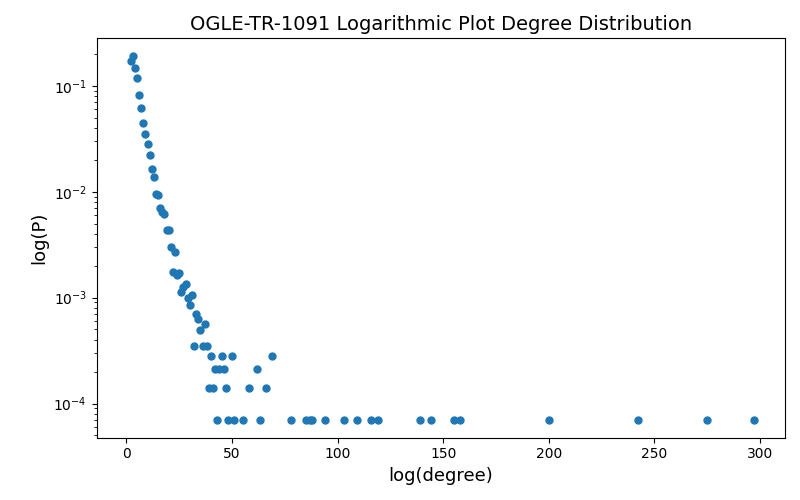 OGLE-TR-1091 Logarithmic Plot Degree Distribution
log(P)
10⁻¹
10⁻²
10⁻³
10⁻⁴
0 50 100 150 200 250 300
log(degree)